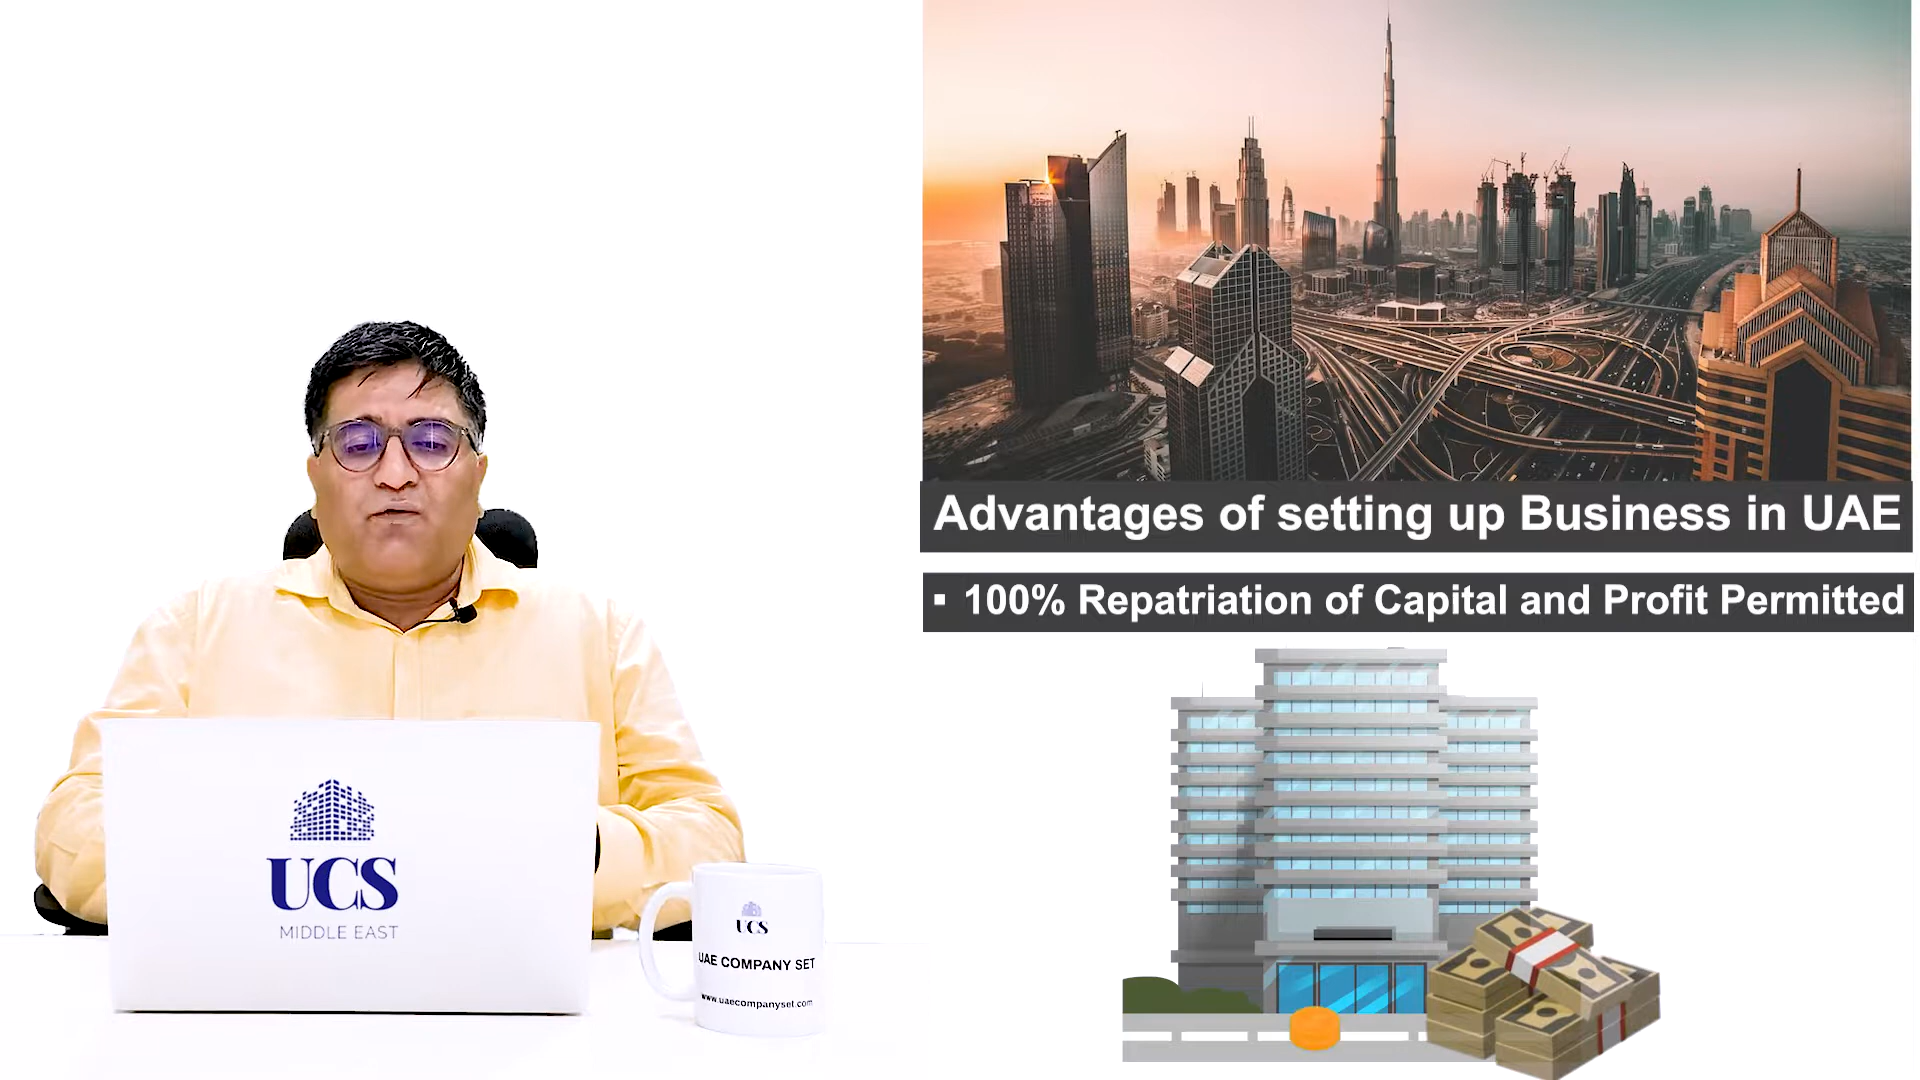 Advantages of setting up Business in UAE
▪ 100% Repatriation of Capital and Profit Permitted
UCS
MIDDLE EAST
UCS
UAE COMPANY SET
www.uaecompanyset.com